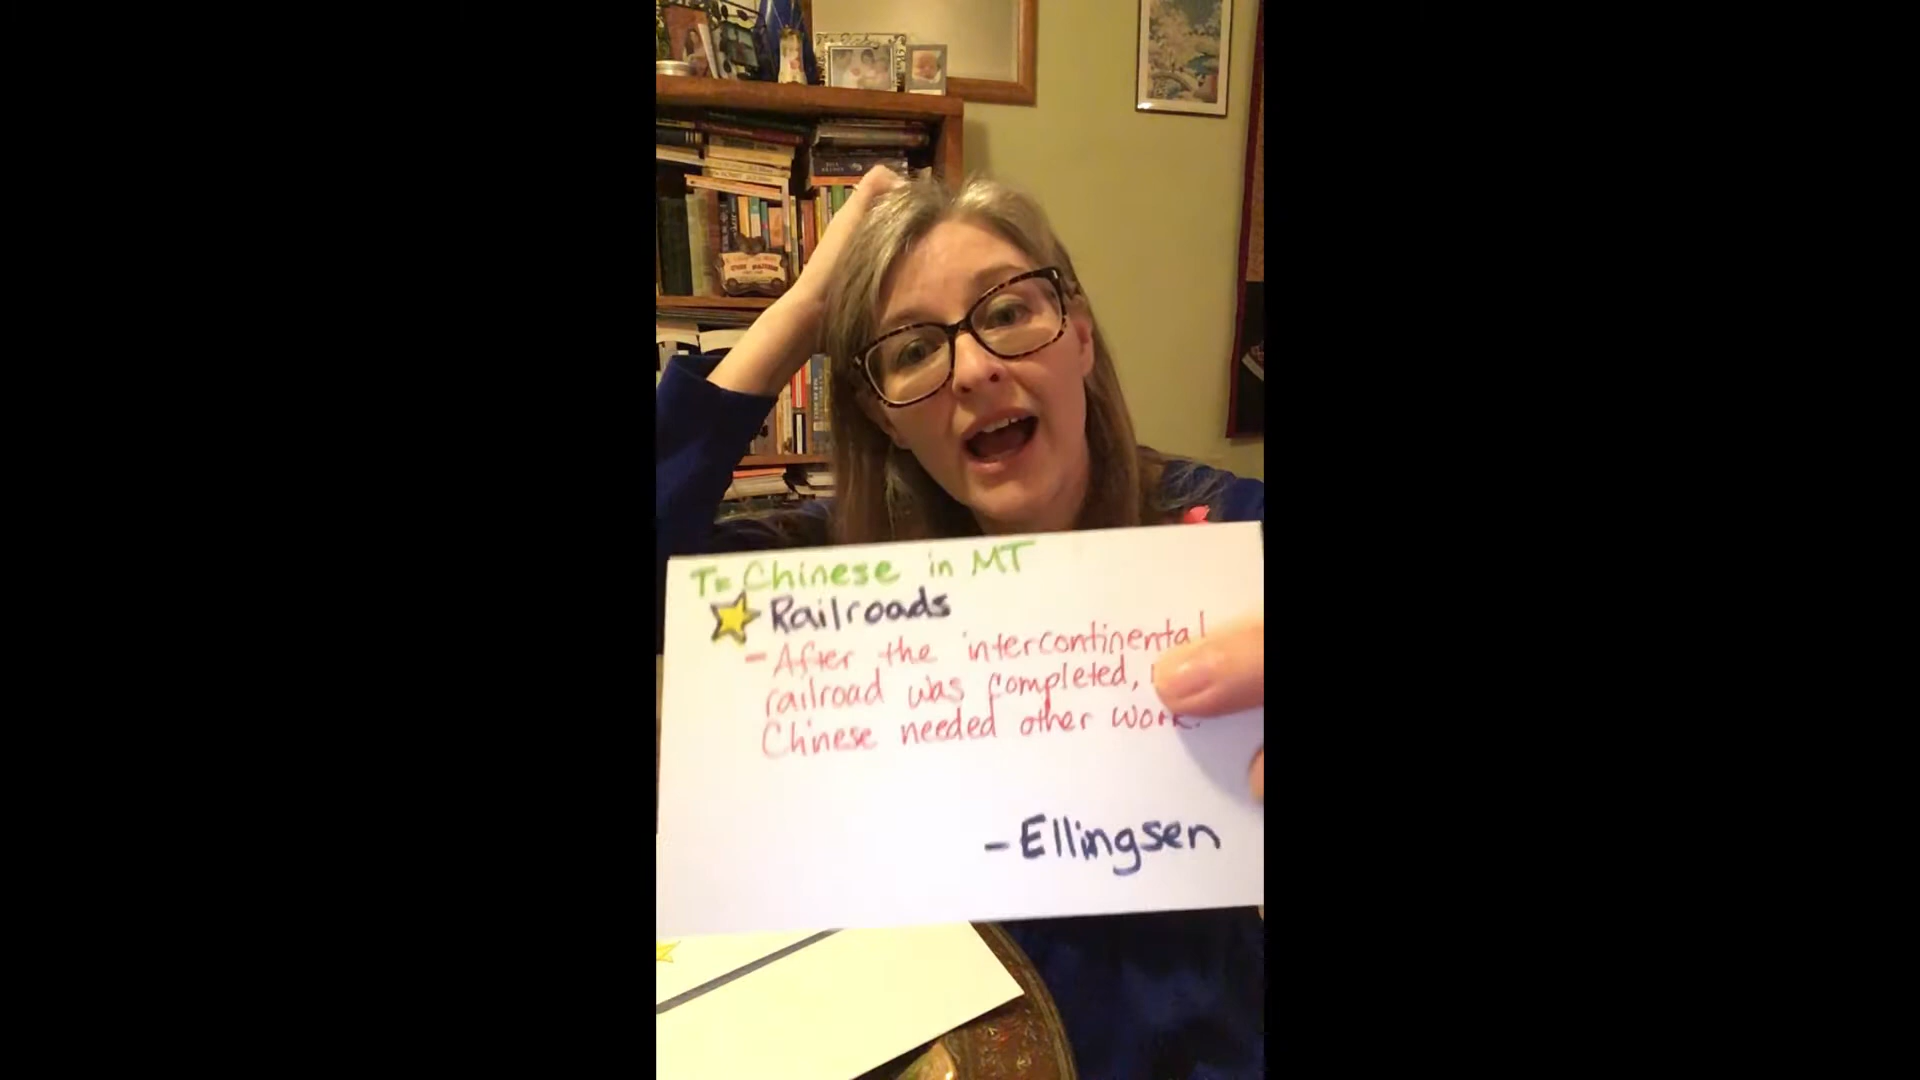 T= Chinese in MT
Railroads
- After the intercontinental
railroad was completed,
Chinese needed other work.
- Ellingsen